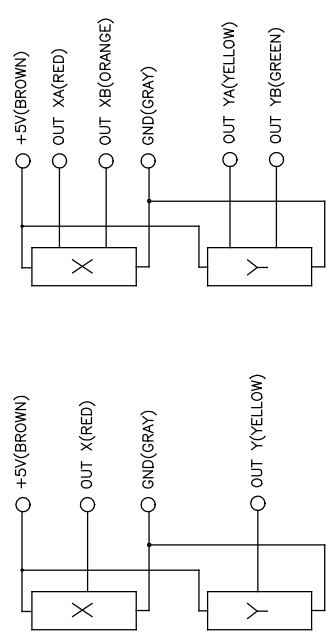 +5V(BROWN)
OUT XA(RED)
OUT XB(ORANGE)
GND(GRAY)
OUT YA(YELLOW)
OUT YB(GREEN)
X
Y
+5V(BROWN)
OUT X(RED)
GND(GRAY)
OUT Y(YELLOW)
X
Y